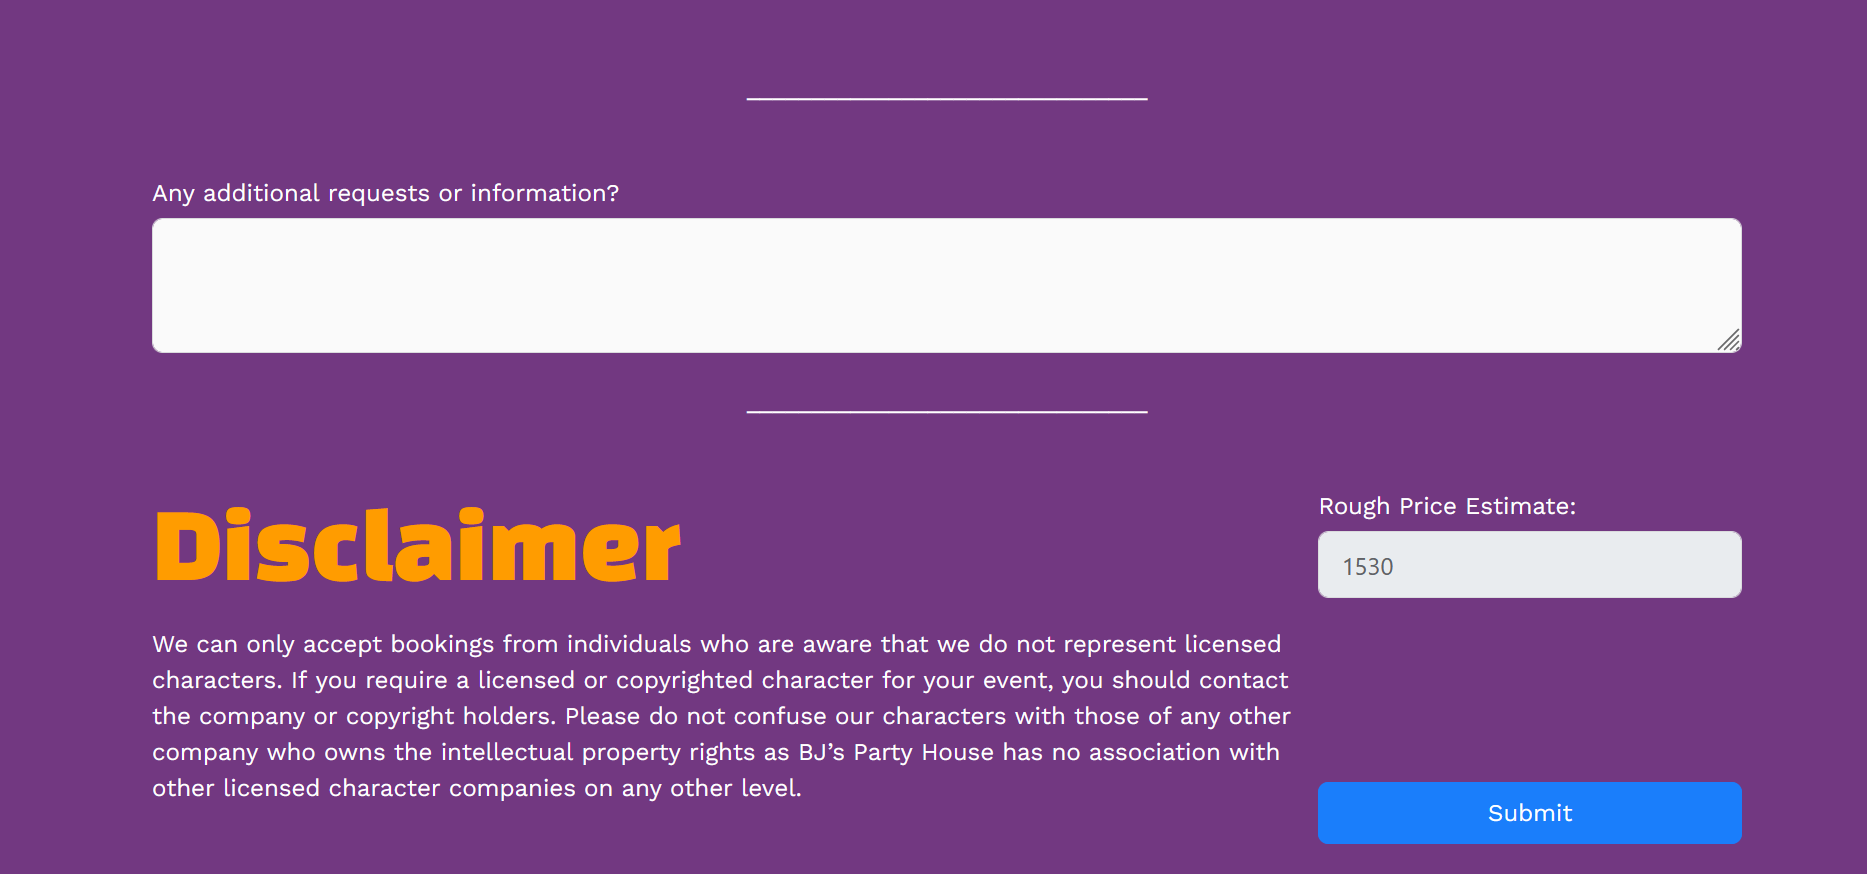 Any additional requests or information?
Disclaimer
We can only accept bookings from individuals who are aware that we do not represent licensed
characters. If you require a licensed or copyrighted character for your event, you should contact
the company or copyright holders. Please do not confuse our characters with those of any other
company who owns the intellectual property rights as BJ’s Party House has no association with
other licensed character companies on any other level.
Rough Price Estimate:
1530
Submit